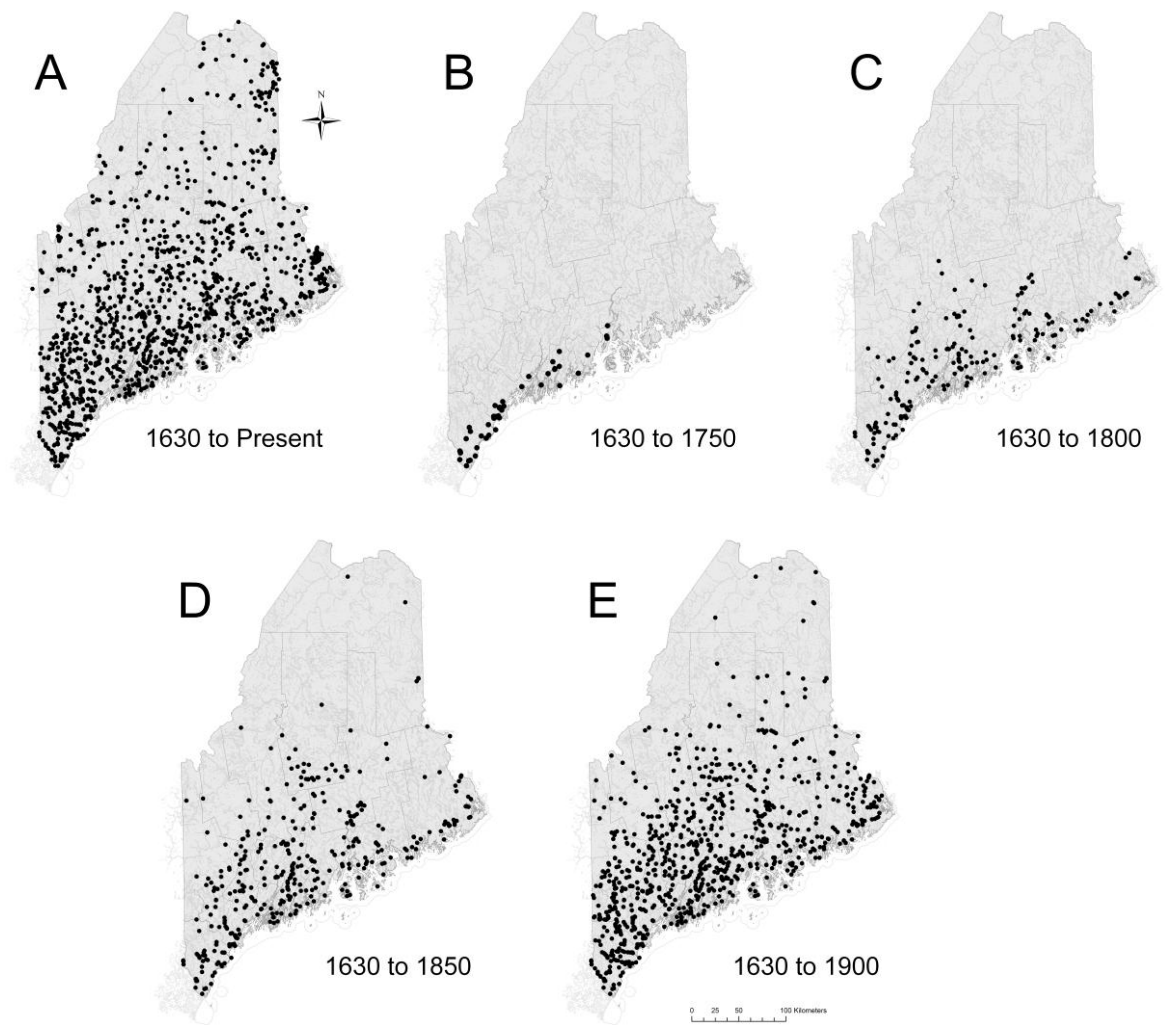 A
B
C
N
1630 to Present
1630 to 1750
1630 to 1800
D
E
1630 to 1850
1630 to 1900
0 25 50 100 Kilometers